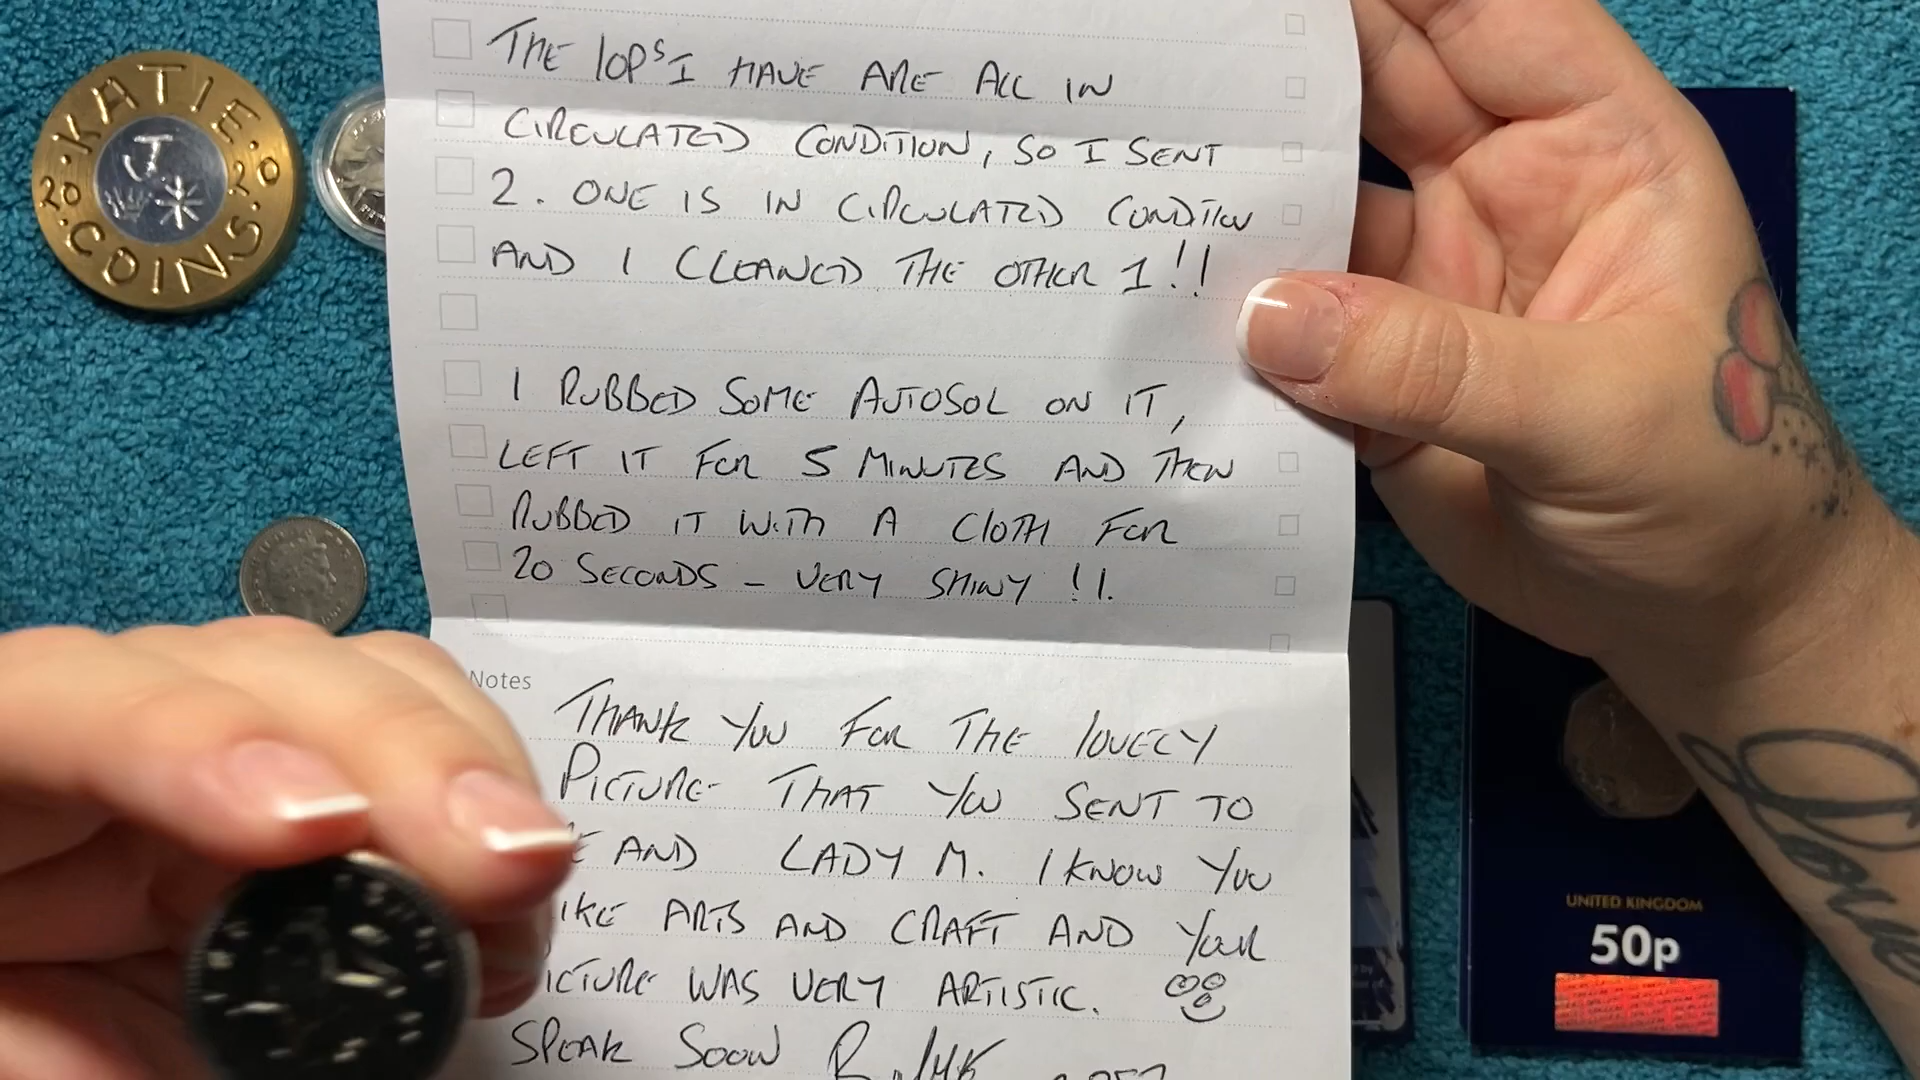 KATIE J COINS
2020
THE 10PS I HAVE ARE ALL IN
CIRCULATED CONDITION, SO I SENT
2. ONE IS IN CIRCULATED CONDITION
AND I CLEANED THE OTHER 1!!
I RUBBED SOME AUTOSOL ON IT,
LEFT IT FOR 5 MINUTES AND THEN
RUBBED IT WITH A CLOTH FOR
20 SECONDS - VERY SHINY !!
Notes
THANK YOU FOR THE LOVELY
PICTURE THAT YOU SENT TO
AND LADY M. I KNOW YOU
IKE ARTS AND CRAFT AND YOUR
ICTURE WAS VERY ARTISTIC.
SPEAK SOON
UNITED KINGDOM
50p